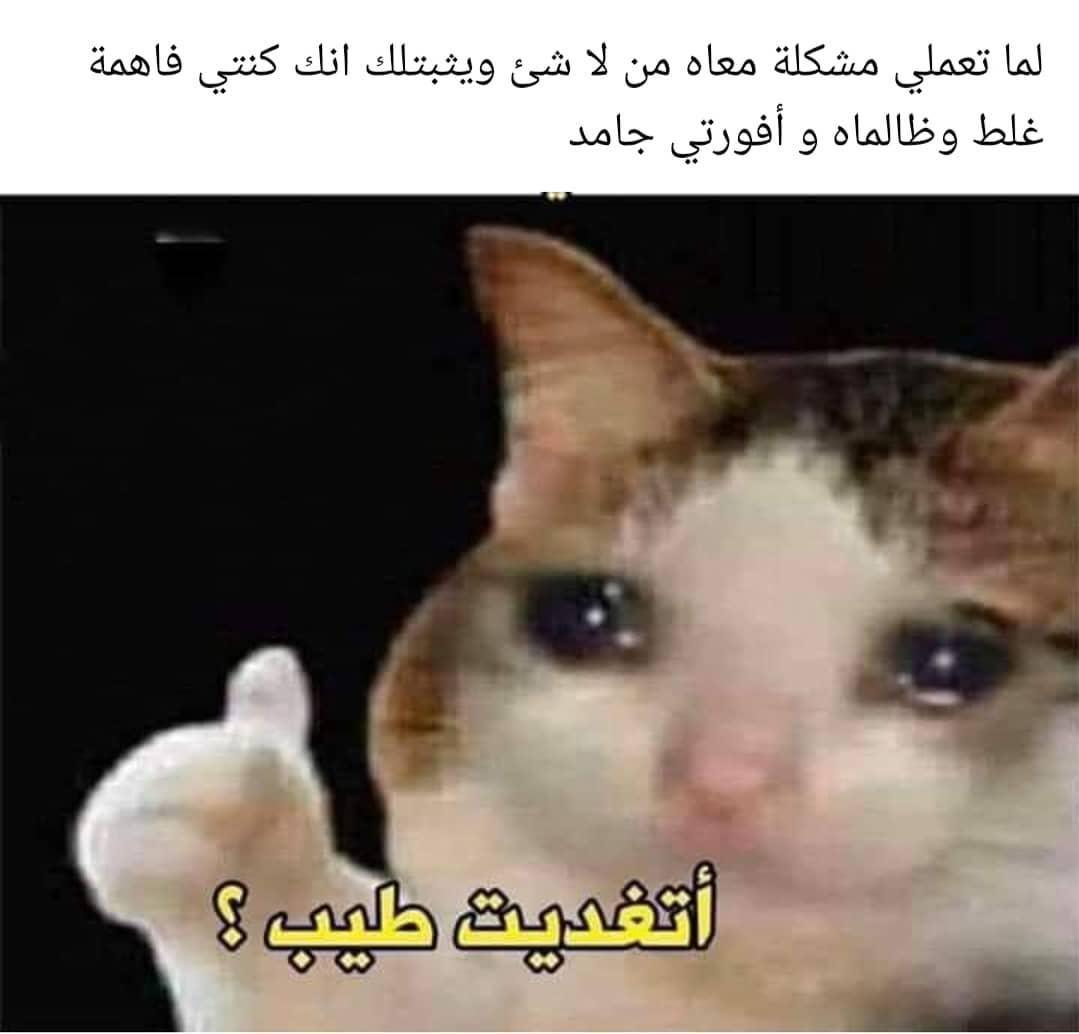 لما تعملي مشكلة معاه من لا شئ ويثبتلك انك كنتي فاهمة
غلط وظالماه و أفورتي جامد
أتغديت طيب ؟